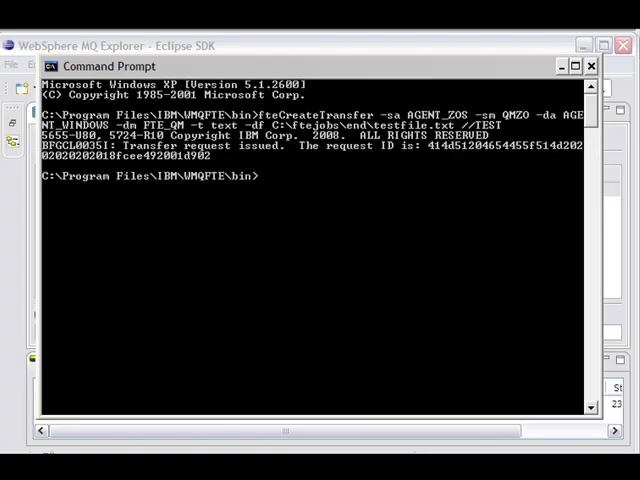 WebSphere MQ Explorer - Eclipse SDK
Command Prompt
Microsoft Windows XP [Version 5.1.2600]
(C) Copyright 1985-2001 Microsoft Corp.
C:\Program Files\IBM\WMQFTE\bin>fteCreateTransfer -sa AGENT_ZOS -sm QMZO -da AGE
NT_WINDOWS -dm FTE_QM -t text -df C:\ftejobs\end\testfile.txt //TEST
5655-U80, 5724-R10 Copyright IBM Corp.  2008.  ALL RIGHTS RESERVED
BFGCL0035I: Transfer request issued.  The request ID is: 414d51204654455f514d202
02020202018fcee492001d902
C:\Program Files\IBM\WMQFTE\bin>
St
23